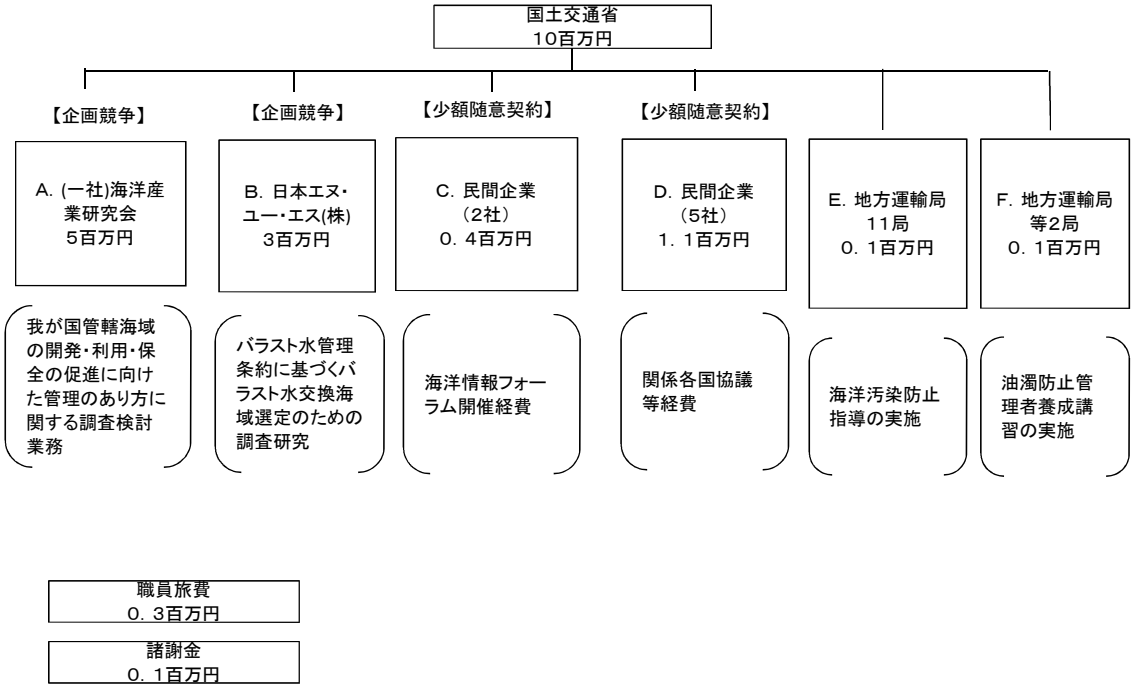 国土交通省
10百万円
【企画競争】
【企画競争】
【少額随意契約】
【少額随意契約】
A. (一社)海洋産
業研究会
5百万円
B. 日本エヌ・
ユー・エス(株)
3百万円
C. 民間企業
(2社)
0. 4百万円
D. 民間企業
(5社)
1. 1百万円
E. 地方運輸局
11局
0. 1百万円
F. 地方運輸局
等2局
0. 1百万円
我が国管轄海域
の開発・利用・保
全の促進に向け
た管理のあり方に
関する調査検討
業務
バラスト水管理
条約に基づくバ
ラスト水交換海
域選定のための
調査研究
海洋情報フォー
ラム開催経費
関係各国協議
等経費
海洋汚染防止
指導の実施
油濁防止管
理者養成講
習の実施
職員旅費
0. 3百万円
諸謝金
0. 1百万円